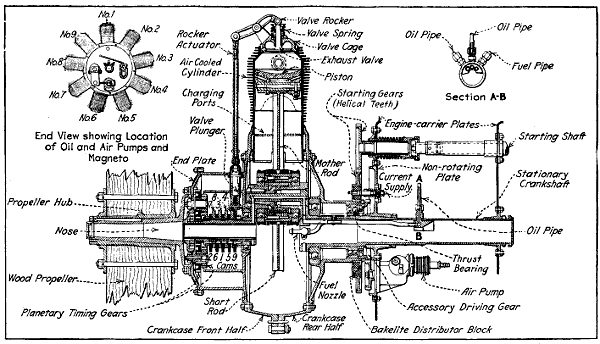 No.1
No.2
No.3
No.4
No.5
No.6
No.7
No.8
No.9
End View showing Location
of Oil and Air Pumps and
Magneto
Rocker
Actuator
Air Cooled
Cylinder
Charging
Ports
Valve
Plunger
End Plate
Valve Rocker
Valve Spring
Valve Cage
Exhaust Valve
Piston
Starting Gears
(Helical Teeth)
Mother
Rod
Oil Pipe
Oil Pipe
Fuel Pipe
Section A-B
Engine-carrier Plates
Starting Shaft
Non-rotating
Plate
Current
Supply
A
B
Stationary
Crankshaft
Propeller Hub
Nose
Wood Propeller
Planetary Timing Gears
2 6 1 5 9
Cams
Short
Rod
Crankcase Front Half
Fuel
Nozzle
Crankcase
Rear Half
Oil Pipe
Thrust
Bearing
Air Pump
Accessory Driving Gear
Bakelite Distributor Block